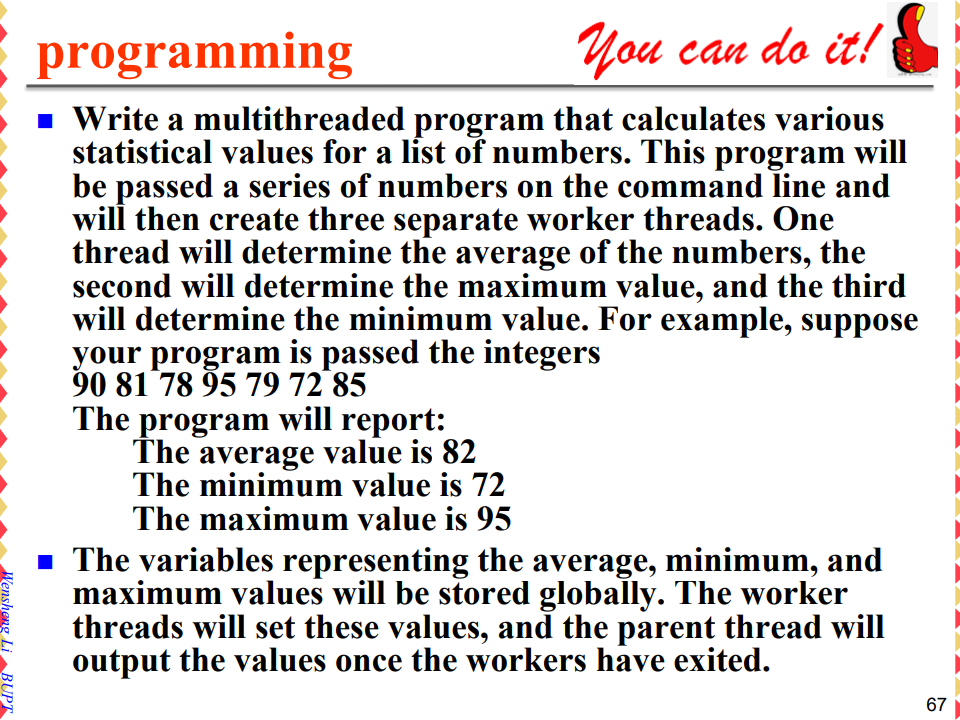 programming
You can do it!
Write a multithreaded program that calculates various
statistical values for a list of numbers. This program will
be passed a series of numbers on the command line and
will then create three separate worker threads. One
thread will determine the average of the numbers, the
second will determine the maximum value, and the third
will determine the minimum value. For example, suppose
your program is passed the integers
90 81 78 95 79 72 85
The program will report:
The average value is 82
The minimum value is 72
The maximum value is 95
The variables representing the average, minimum, and
maximum values will be stored globally. The worker
threads will set these values, and the parent thread will
output the values once the workers have exited.
Wensheng Li BUPT
67